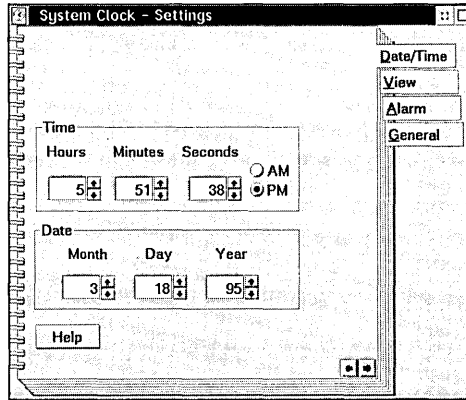 System Clock - Settings
Date/Time
View
Alarm
General
Time
Hours Minutes Seconds
5 51 38 AM
PM
Date
Month Day Year
3 18 95
Help